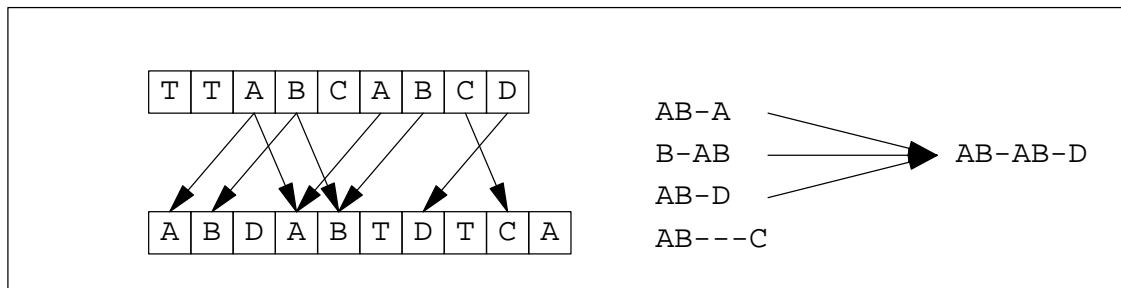 T T A B C A B C D
A B D A B T D T C A
AB-A
B-AB
AB-D
AB---C
AB-AB-D